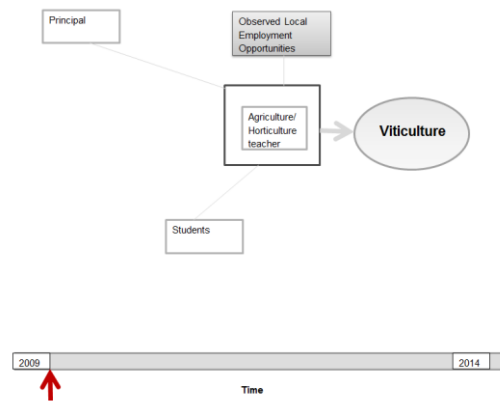 Principal
Observed Local
Employment
Opportunities
Agriculture/
Horticulture
teacher
Viticulture
Students
2009
2014
Time